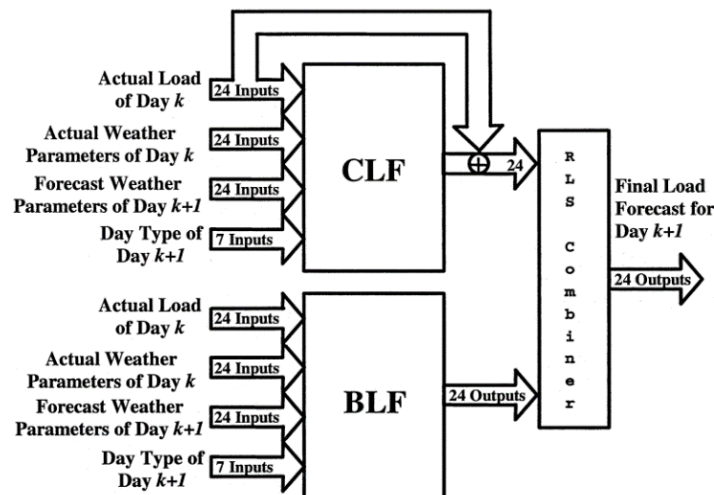 Actual Load
of Day k
24 Inputs
Actual Weather
Parameters of Day k
24 Inputs
Forecast Weather
Parameters of Day k+1
24 Inputs
Day Type of
Day k+1
7 Inputs
CLF
24
RLS Combiner
Final Load
Forecast for
Day k+1
24 Outputs
Actual Load
of Day k
24 Inputs
Actual Weather
Parameters of Day k
24 Inputs
Forecast Weather
Parameters of Day k+1
24 Inputs
Day Type of
Day k+1
7 Inputs
BLF
24 Outputs